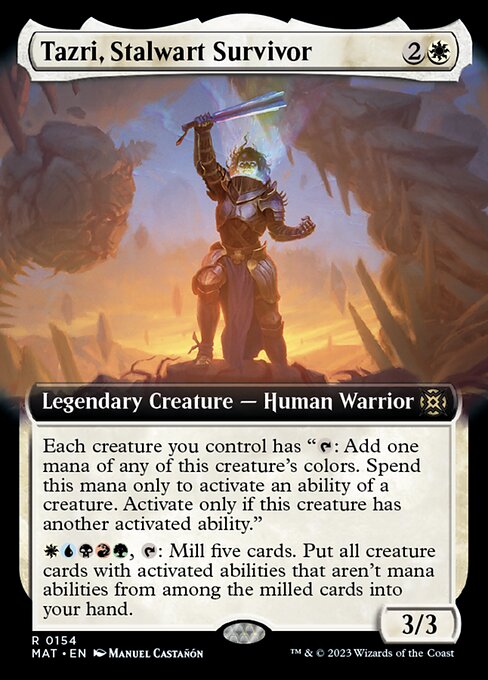 Tazri, Stalwart Survivor 2
Legendary Creature — Human Warrior
Each creature you control has “: Add one
mana of any of this creature’s colors. Spend
this mana only to activate an ability of a
creature. Activate only if this creature has
another activated ability.”
, : Mill five cards. Put all creature
cards with activated abilities that aren’t mana
abilities from among the milled cards into
your hand.
3/3
R 0154
MAT • EN Manuel Castañón
™ & © 2023 Wizards of the Coast